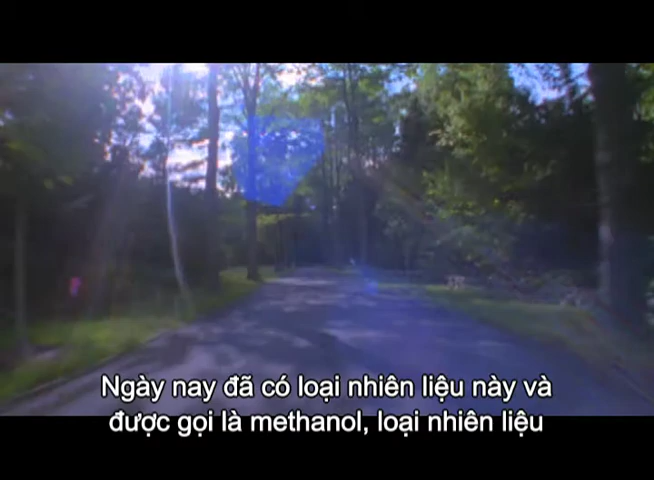 Ngày nay đã có loại nhiên liệu này và
được gọi là methanol, loại nhiên liệu